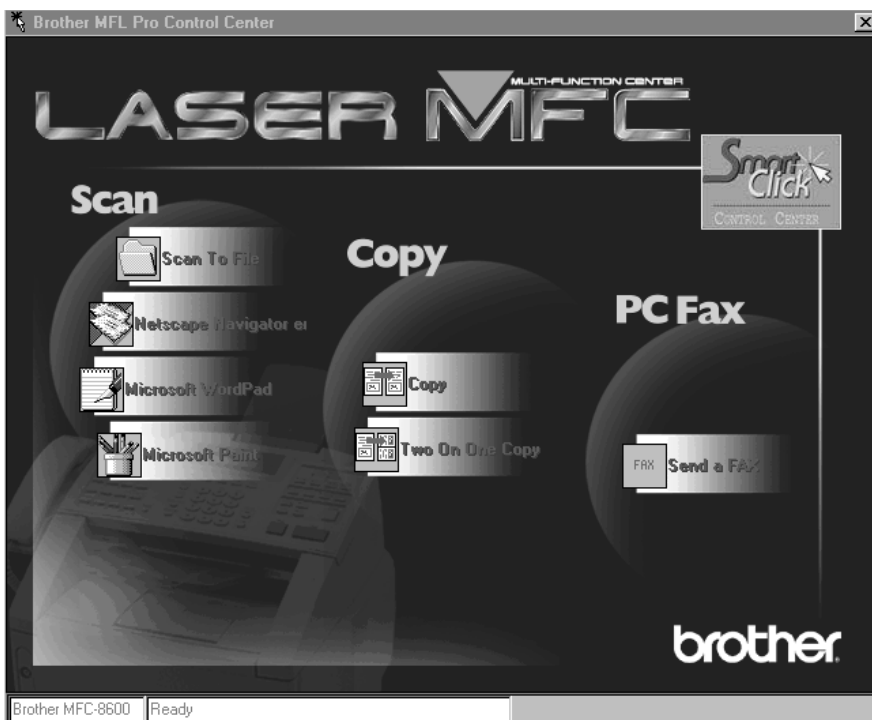 Brother MFL Pro Control Center
MULTI-FUNCTION CENTER
LASER MFC
Smart
Click
CONTROL CENTER
Scan
Scan To File
Netscape Navigator
Microsoft WordPad
Microsoft Paint
Copy
Copy
Two On One Copy
PC Fax
FAX
Send a FAX
brother
Brother MFC-8600
Ready